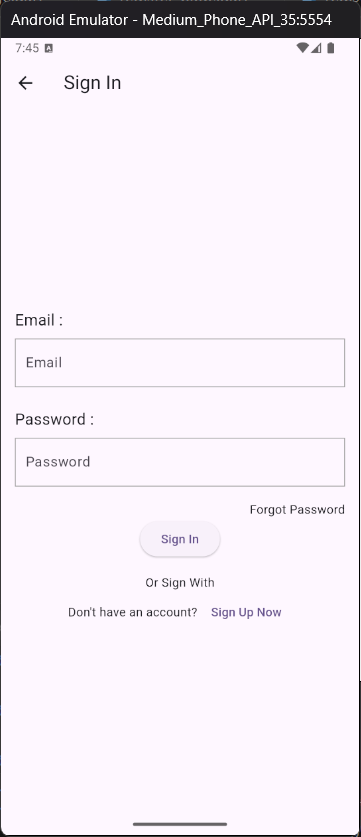 Android Emulator - Medium_Phone_API_35:5554
7:45
Sign In
Email :
Email
Password :
Password
Forgot Password
Sign In
Or Sign With
Don't have an account? Sign Up Now